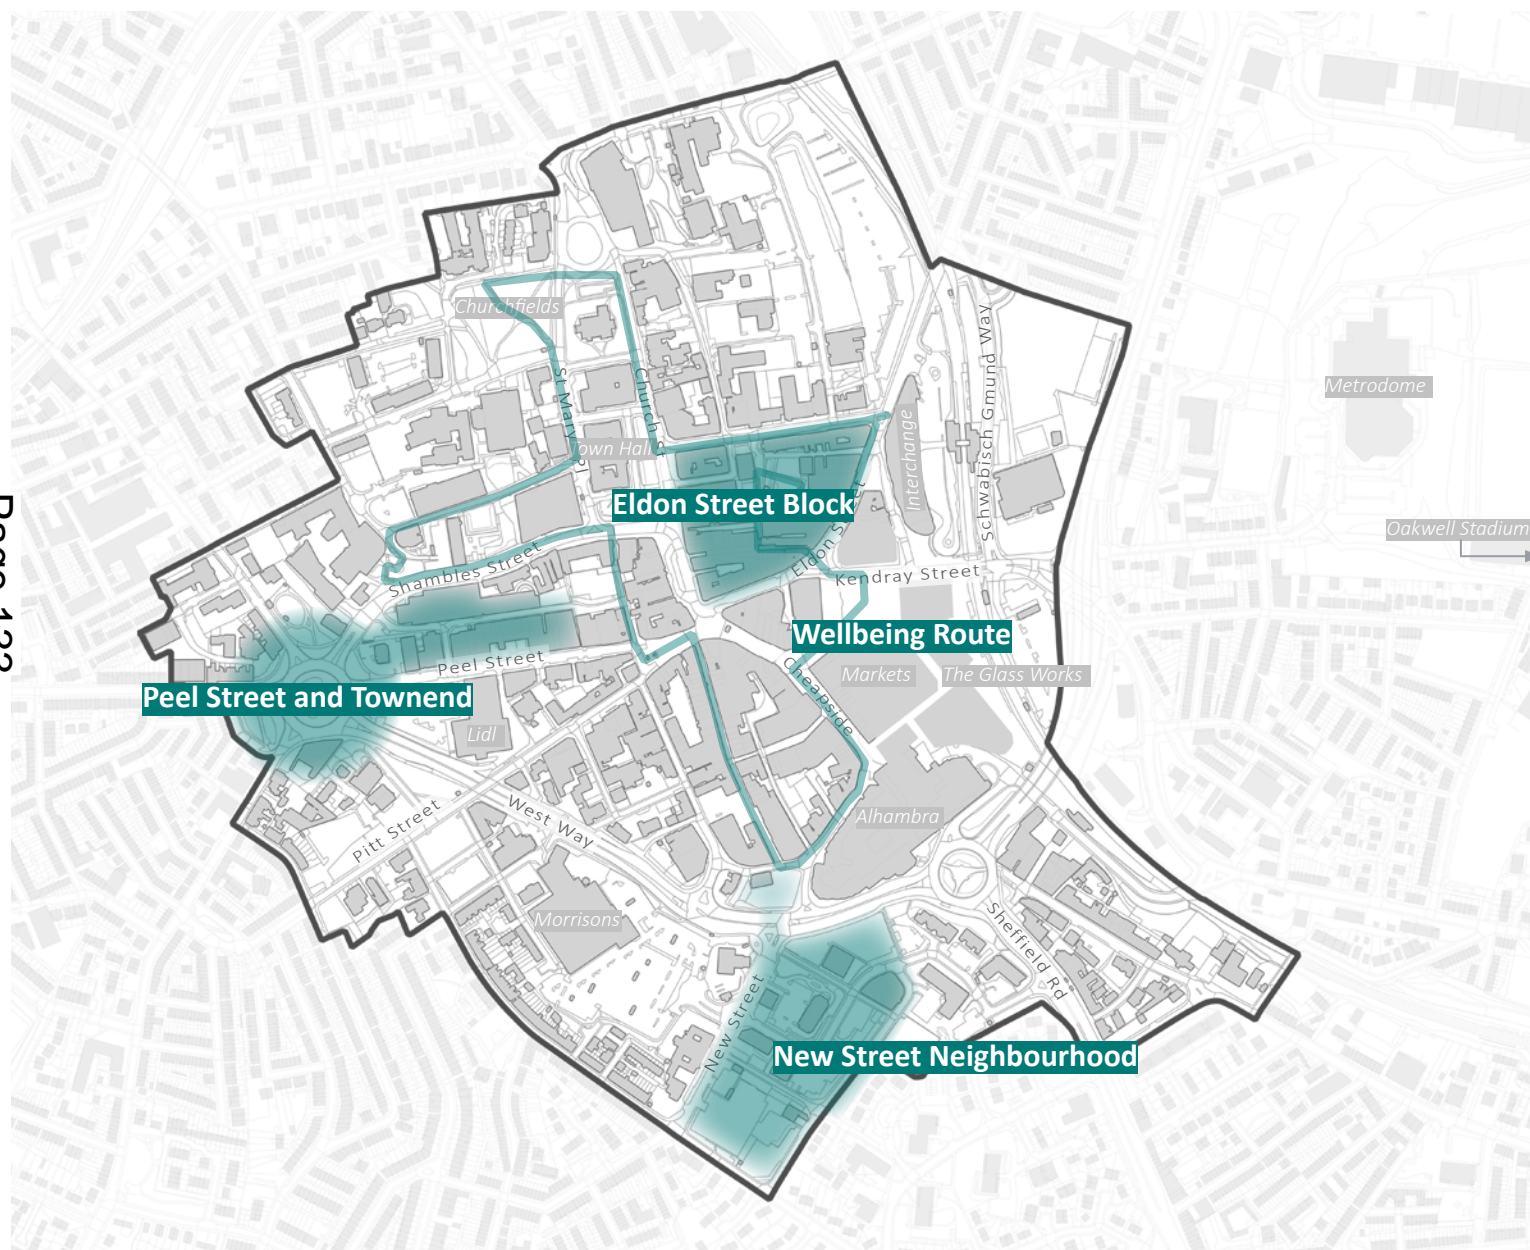 Churchfields
Schwabisch Gmund Way
Metrodome
St Mary's Pl
Church St
Town Hall
Interchange
Eldon Street Block
Oakwell Stadium
Eldon Street
Shambles Street
Kendray Street
Wellbeing Route
Peel Street
Cheapside
Markets
The Glass Works
Peel Street and Townend
Lidl
West Way
Pitt Street
Alhambra
Morrisons
Sheffield Rd
New Street
New Street Neighbourhood